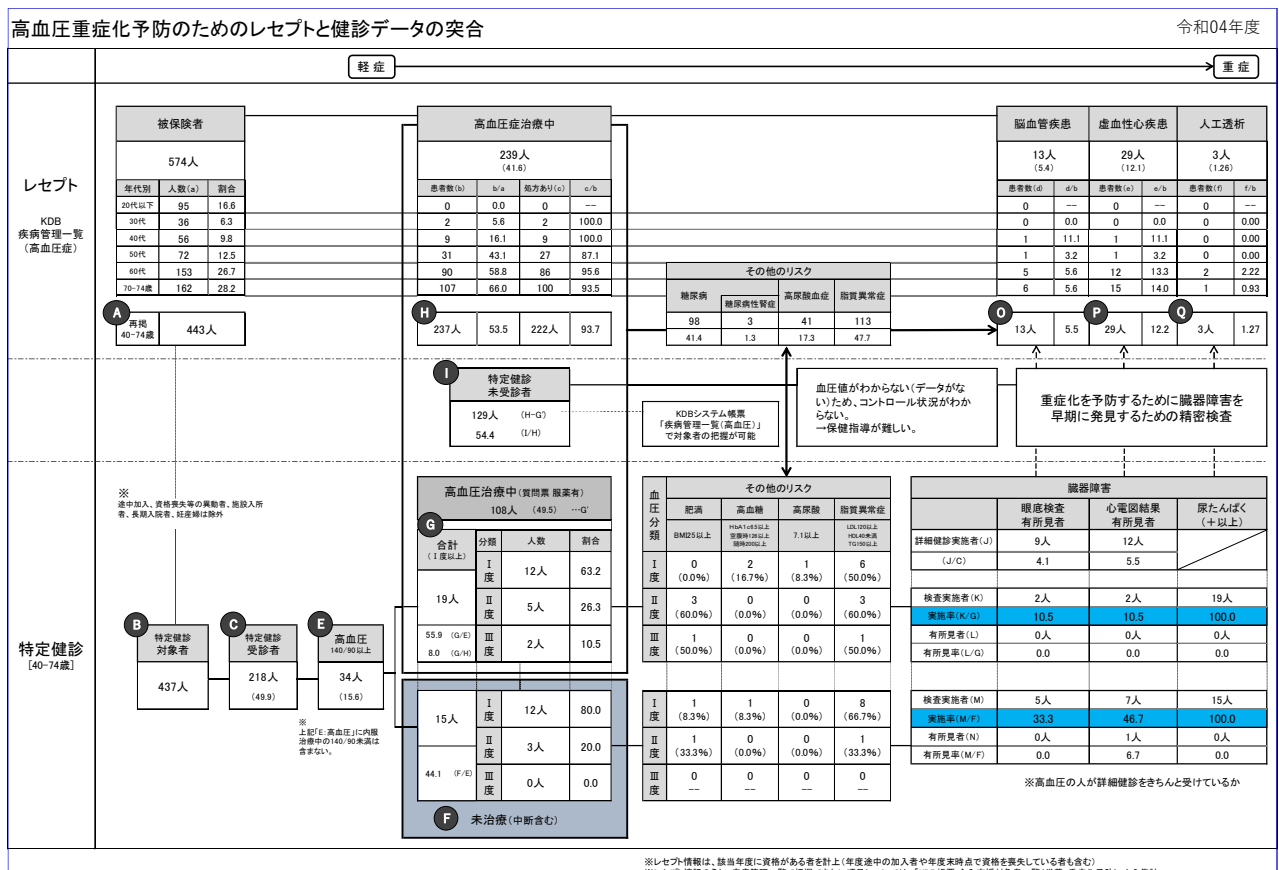 高血圧重症化予防のためのレセプトと健診データの突合
令和04年度
軽症
重症
レセプト
KDB
疾病管理一覧
(高血圧症)
被保険者
574人
年代別 人数(a) 割合
20代以下 95 16.6
30代 36 6.3
40代 56 9.8
50代 72 12.5
60代 153 26.7
70-74歳 162 28.2
A
再掲
40-74歳
443人
高血圧症治療中
239人
(41.6)
患者数(b) b/a 処方あり(c) c/b
0 0.0 0 --
2 5.6 2 100.0
9 16.1 9 100.0
31 43.1 27 87.1
90 58.8 86 95.6
107 66.0 100 93.5
H
237人 53.5 222人 93.7
その他のリスク
糖尿病 糖尿病性腎症 高尿酸血症 脂質異常症
98 3 41 113
41.4 1.3 17.3 47.7
脳血管疾患 虚血性心疾患 人工透析
13人 29人 3人
(5.4) (12.1) (1.26)
患者数(d) d/b 患者数(e) e/b 患者数(f) f/b
0 -- 0 -- 0 --
0 0.0 0 0.0 0 0.00
1 11.1 1 11.1 0 0.00
1 3.2 1 3.2 0 0.00
5 5.6 12 13.3 2 2.22
6 5.6 15 14.0 1 0.93
O P Q
13人 5.5 29人 12.2 3人 1.27
I
特定健診
未受診者
129人 (H-G')
54.4 (I/H)
KDBシステム帳票
「疾病管理一覧(高血圧)」
で対象者の把握が可能
血圧値がわからない(データがな
い)ため、コントロール状況がわか
らない。
→保健指導が難しい。
重症化を予防するために臓器障害を
早期に発見するための精密検査
特定健診
[40-74歳]
※
途中加入、資格喪失等の異動者、施設入所
者、長期入院者、妊産婦は除外
B
特定健診
対象者
437人
C
特定健診
受診者
218人
(49.9)
E
高血圧
140/90以上
34人
(15.6)
※
上記「E:高血圧」に内服
治療中の140/90未満は
含まない。
高血圧治療中(質問票 服薬有)
108人 (49.5) …G'
G
合計
(Ⅰ度以上)
分類 人数 割合
19人
55.9 (G/E)
8.0 (G/H)
Ⅰ度 12人 63.2
Ⅱ度 5人 26.3
Ⅲ度 2人 10.5
15人
44.1 (F/E)
Ⅰ度 12人 80.0
Ⅱ度 3人 20.0
Ⅲ度 0人 0.0
F 未治療(中断含む)
血圧分類
その他のリスク
肥満 高血糖 高尿酸 脂質異常症
BMI25以上
HbA1c6.5以上
空腹時126以上
随時200以上
7.1以上
LDL120以上
HDL40未満
TG150以上
Ⅰ度 0 2 1 6
(0.0%) (16.7%) (8.3%) (50.0%)
Ⅱ度 3 0 0 3
(60.0%) (0.0%) (0.0%) (60.0%)
Ⅲ度 1 0 0 1
(50.0%) (0.0%) (0.0%) (50.0%)
Ⅰ度 1 1 0 8
(8.3%) (8.3%) (0.0%) (66.7%)
Ⅱ度 1 0 0 1
(33.3%) (0.0%) (0.0%) (33.3%)
Ⅲ度 0 0 0 0
-- -- -- --
臓器障害
眼底検査
有所見者
心電図結果
有所見者
尿たんぱく
(+以上)
詳細健診実施者(J) 9人 12人
(J/C) 4.1 5.5
検査実施者(K) 2人 2人 19人
実施率(K/G) 10.5 10.5 100.0
有所見者(L) 0人 0人 0人
有所見率(L/G) 0.0 0.0 0.0
検査実施者(M) 5人 7人 15人
実施率(M/F) 33.3 46.7 100.0
有所見者(N) 0人 1人 0人
有所見率(M/F) 0.0 6.7 0.0
※高血圧の人が詳細健診をきちんと受けているか
※レセプト情報は、該当年度に資格がある者を計上(年度途中の加入者や年度末時点で資格を喪失している者も含む)